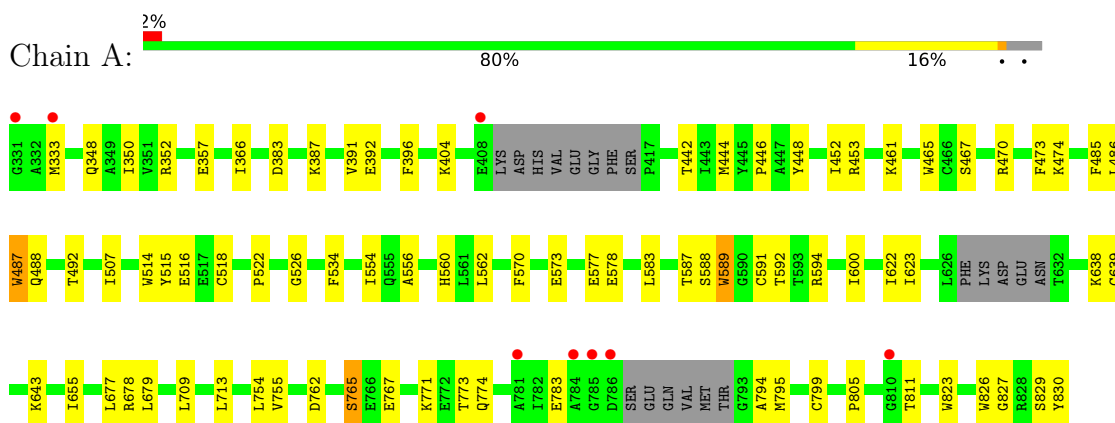 2%
Chain A:
80% 16% • •
G331 A332 M333 Q348 A349 I350 V351 R352 E357 I366 D383 K387 V391 E392 F396 K404 E408 LYS ASP HIS VAL GLU GLY PHE SER P417 T442 I443 M444 Y445 P446 A447 Y448 I452 R453 K461 W465 C466 S467 R470 F473 K474 F485 L486
W487 Q488 T492 I507 W514 Y515 E516 E517 C518 P522 G526 F534 I554 Q555 A556 H560 L561 L562 F570 E573 E577 E578 L583 T587 S588 W589 G590 C591 T592 T593 R594 I600 I622 I623 L626 PHE LYS ASP GLU ASN T632 K638 G639
K643 I655 L677 R678 L679 L709 L713 L754 V755 D762 S765 E766 E767 K771 E772 T773 Q774 A781 I782 E783 A784 G785 D786 SER GLU GLN VAL MET THR G793 A794 M795 C799 P805 G810 T811 W823 W826 G827 R828 S829 Y830